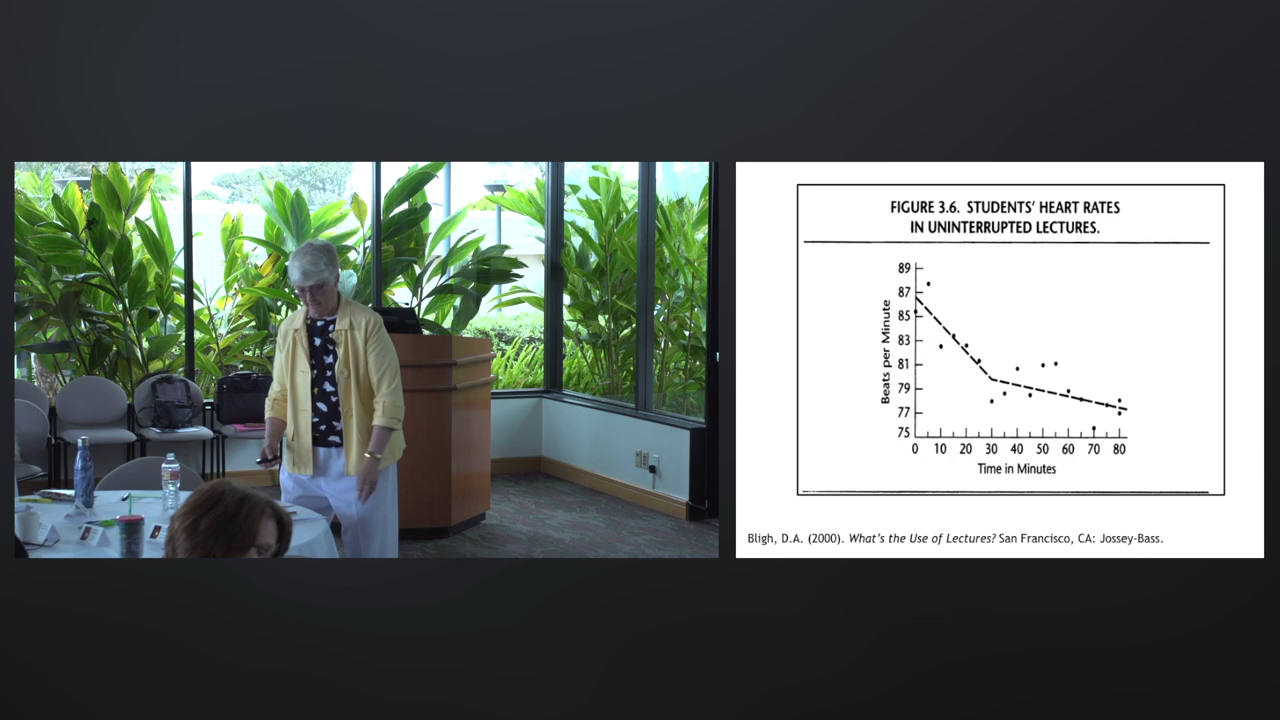 FIGURE 3.6. STUDENTS' HEART RATES
IN UNINTERRUPTED LECTURES.
89
87
85
83
81
79
77
75
Beats per Minute
0 10 20 30 40 50 60 70 80
Time in Minutes
Bligh, D.A. (2000). What's the Use of Lectures? San Francisco, CA: Jossey-Bass.